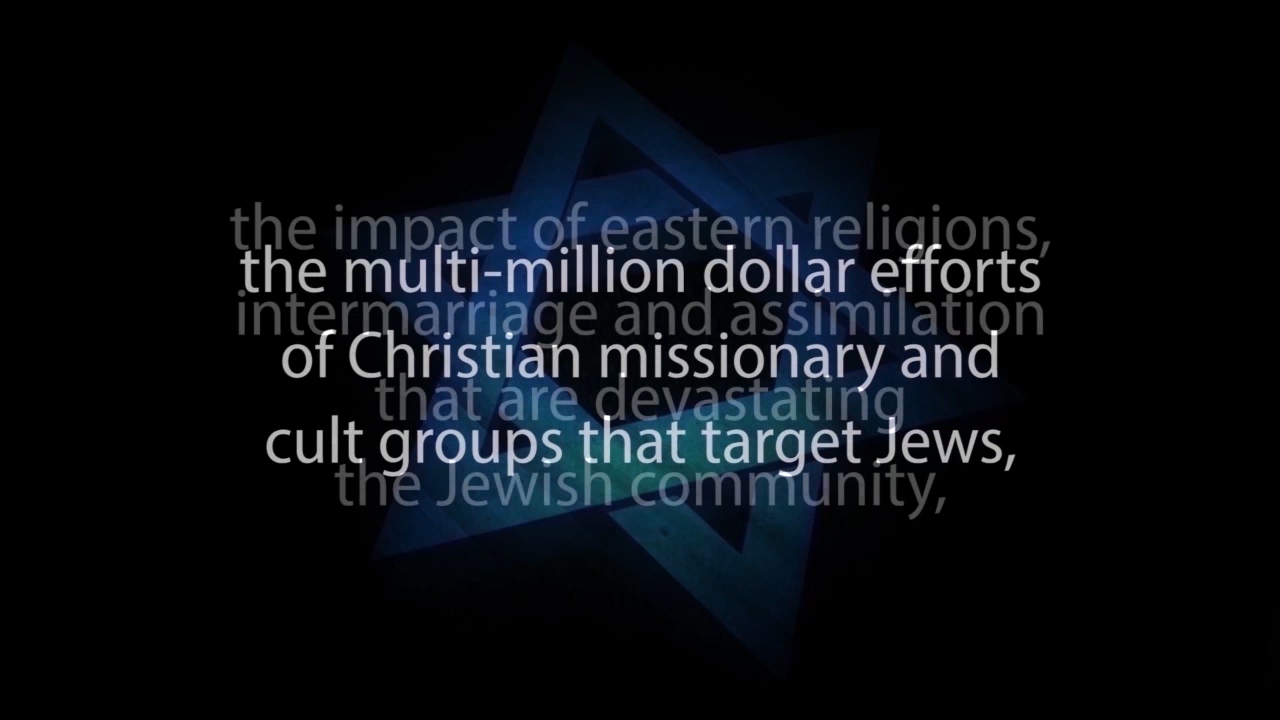 the impact of eastern religions,
the multi-million dollar efforts
intermarriage and assimilation
of Christian missionary and
that are devastating
cult groups that target Jews,
the Jewish community,